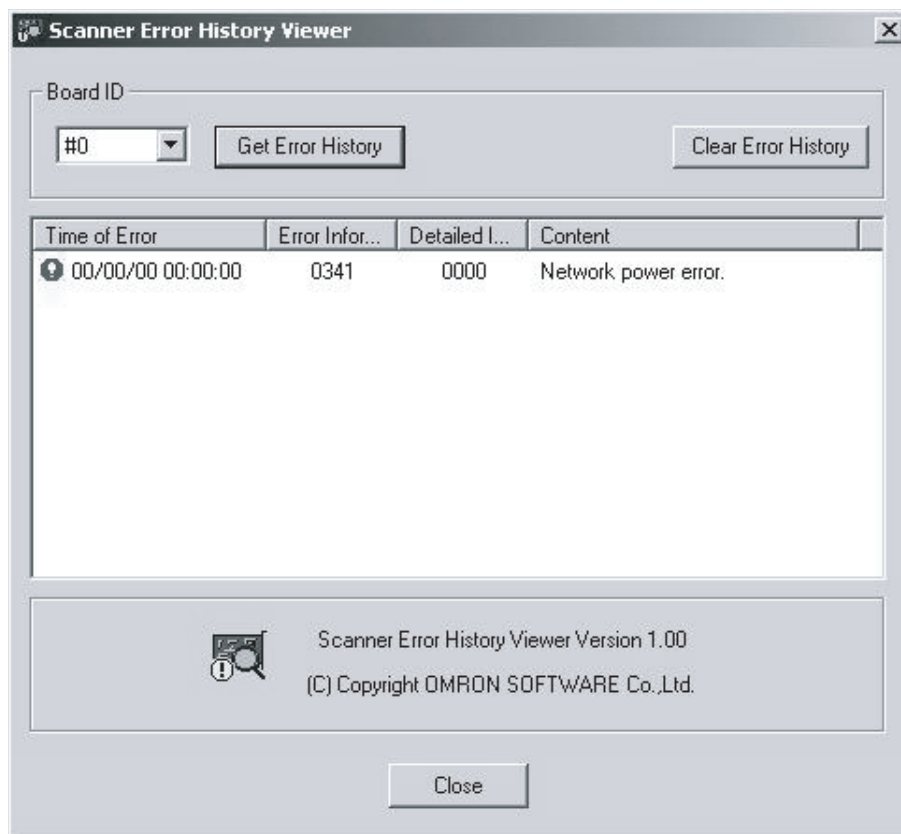 Scanner Error History Viewer
Board ID
#0 Get Error History Clear Error History
Time of Error Error Infor... Detailed I... Content
00/00/00 00:00:00 0341 0000 Network power error.
Scanner Error History Viewer Version 1.00
(C) Copyright OMRON SOFTWARE Co.,Ltd.
Close